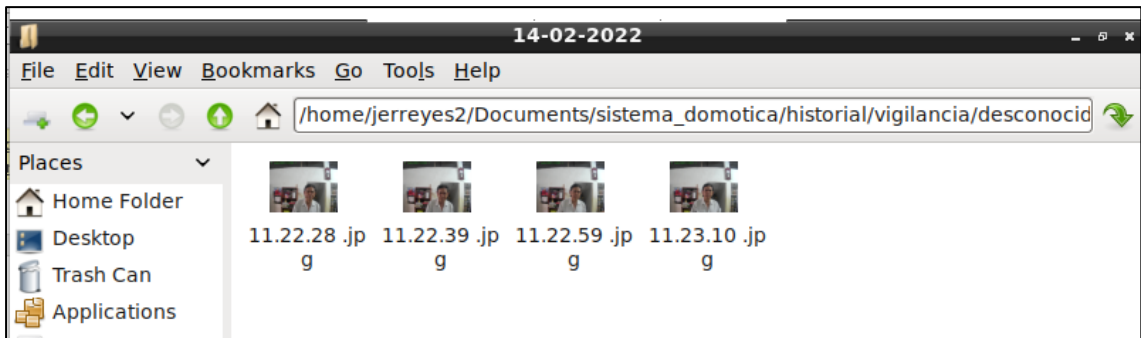 14-02-2022
File Edit View Bookmarks Go Tools Help
/home/jerreyes2/Documents/sistema_domotica/historial/vigilancia/desconocid
Places
Home Folder
Desktop
Trash Can
Applications
11.22.28 .jp
g
11.22.39 .jp
g
11.22.59 .jp
g
11.23.10 .jp
g